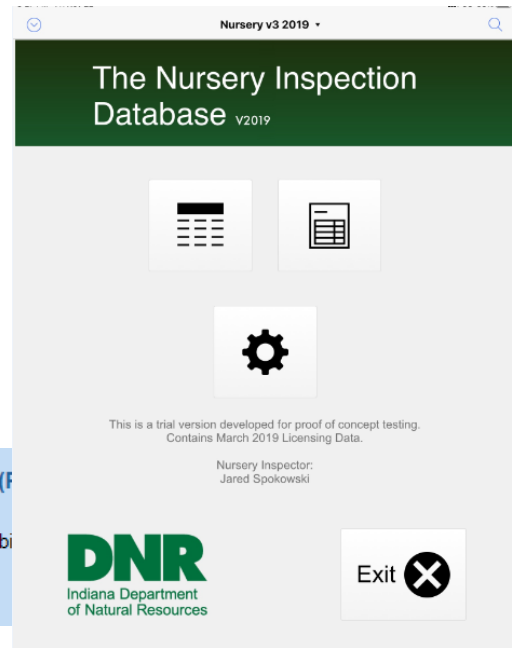 Nursery v3 2019
The Nursery Inspection
Database V2019
This is a trial version developed for proof of concept testing.
Contains March 2019 Licensing Data.
Nursery Inspector:
Jared Spokowski
DNR
Indiana Department
of Natural Resources
Exit